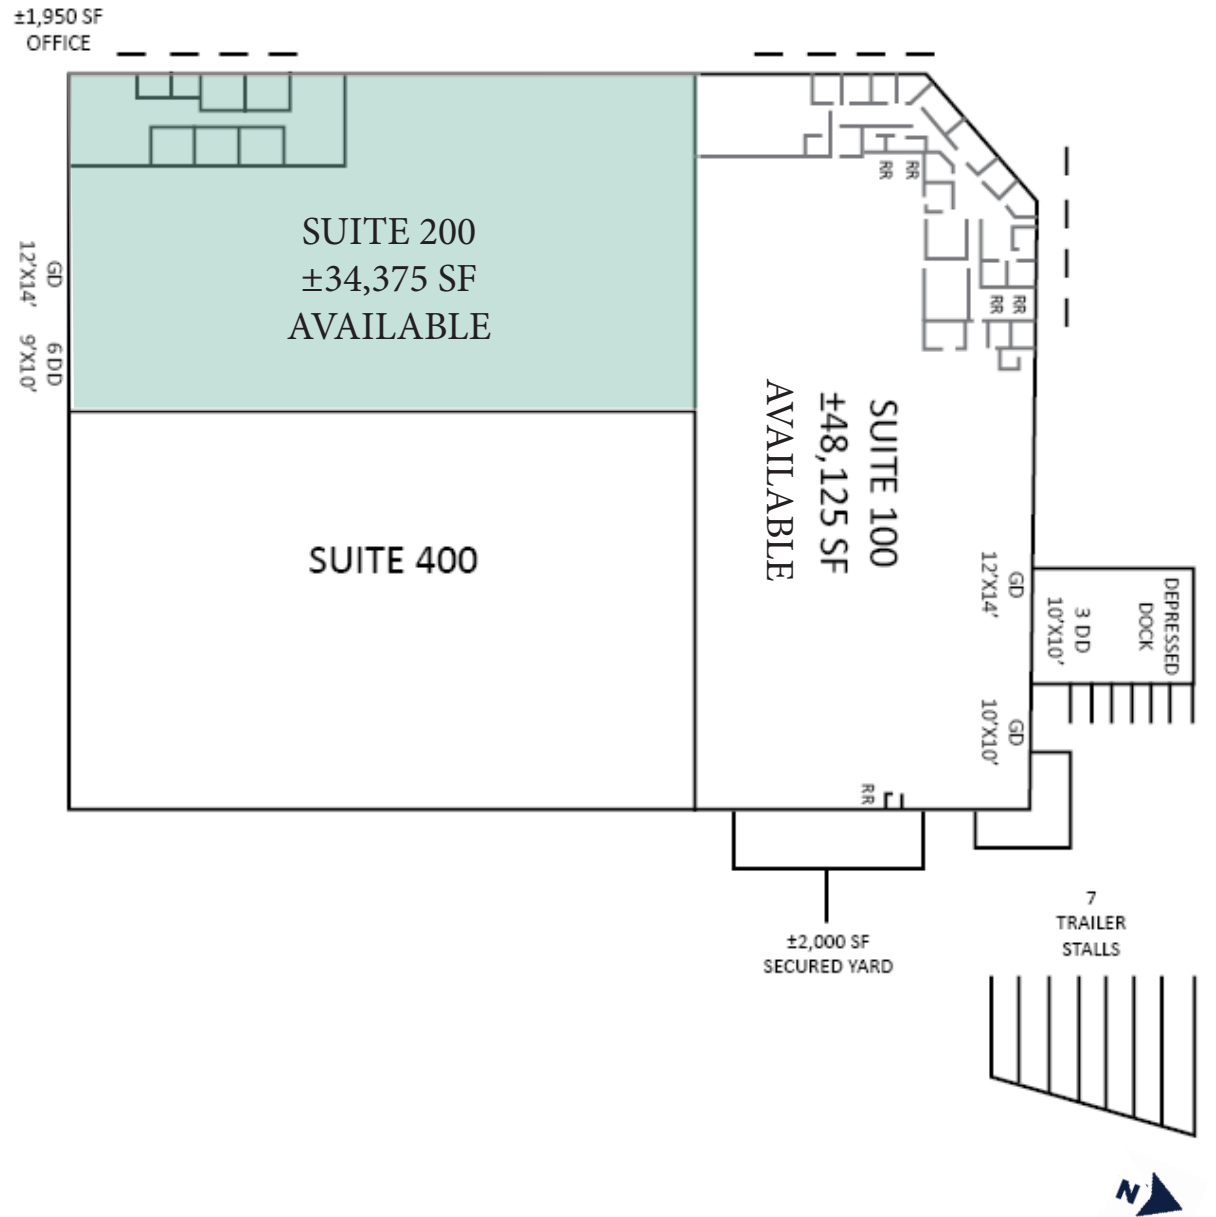 ±1,950 SF
OFFICE
SUITE 200
±34,375 SF
AVAILABLE
GD
12'X14'
6 DD
9'X10'
SUITE 400
SUITE 100
±48,125 SF
AVAILABLE
RR
RR
RR
RR
GD
12'X14'
DEPRESSED
DOCK
3 DD
10'X10'
GD
10'X10'
RR
±2,000 SF
SECURED YARD
7
TRAILER
STALLS
N